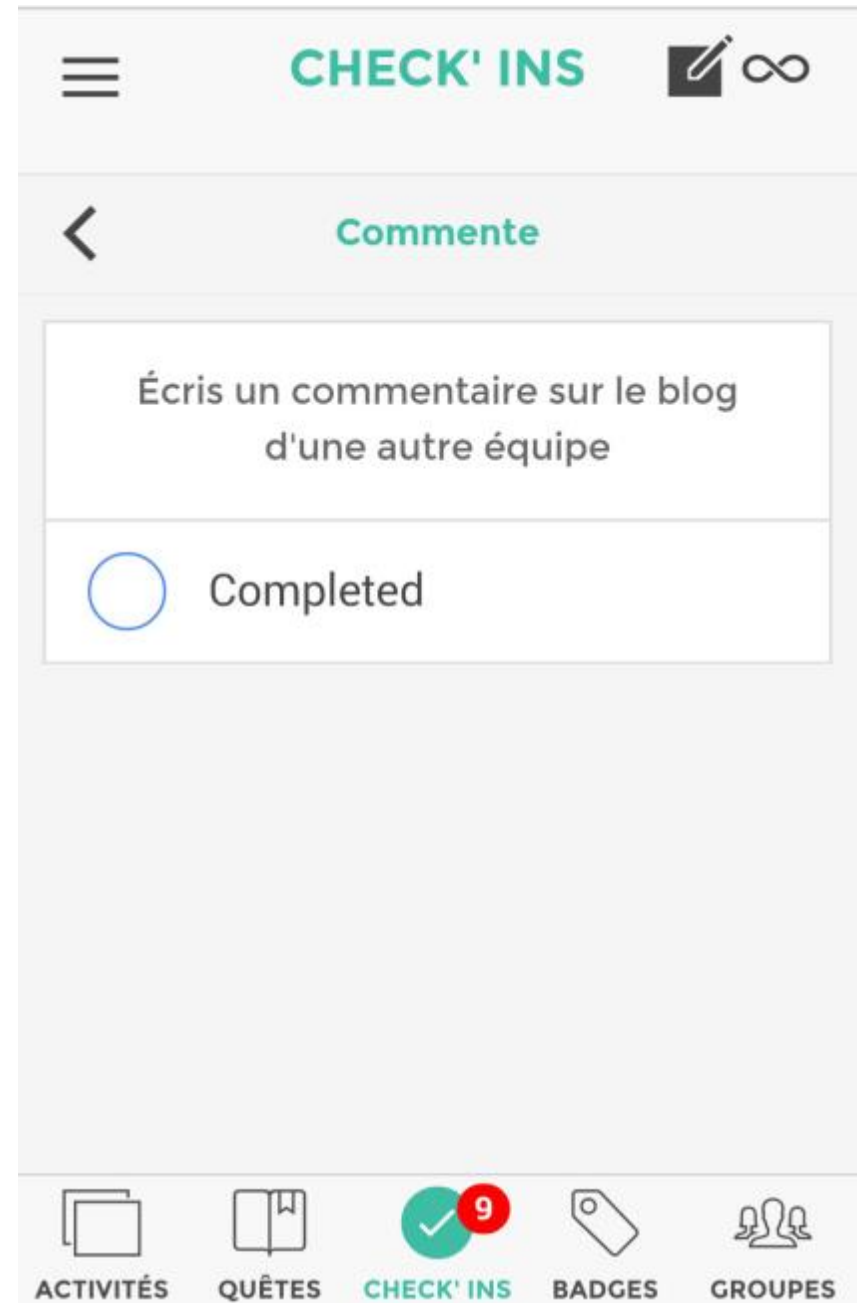 CHECK' INS
Commente
Écris un commentaire sur le blog
d'une autre équipe
Completed
9
ACTIVITÉS QUÊTES CHECK' INS BADGES GROUPES